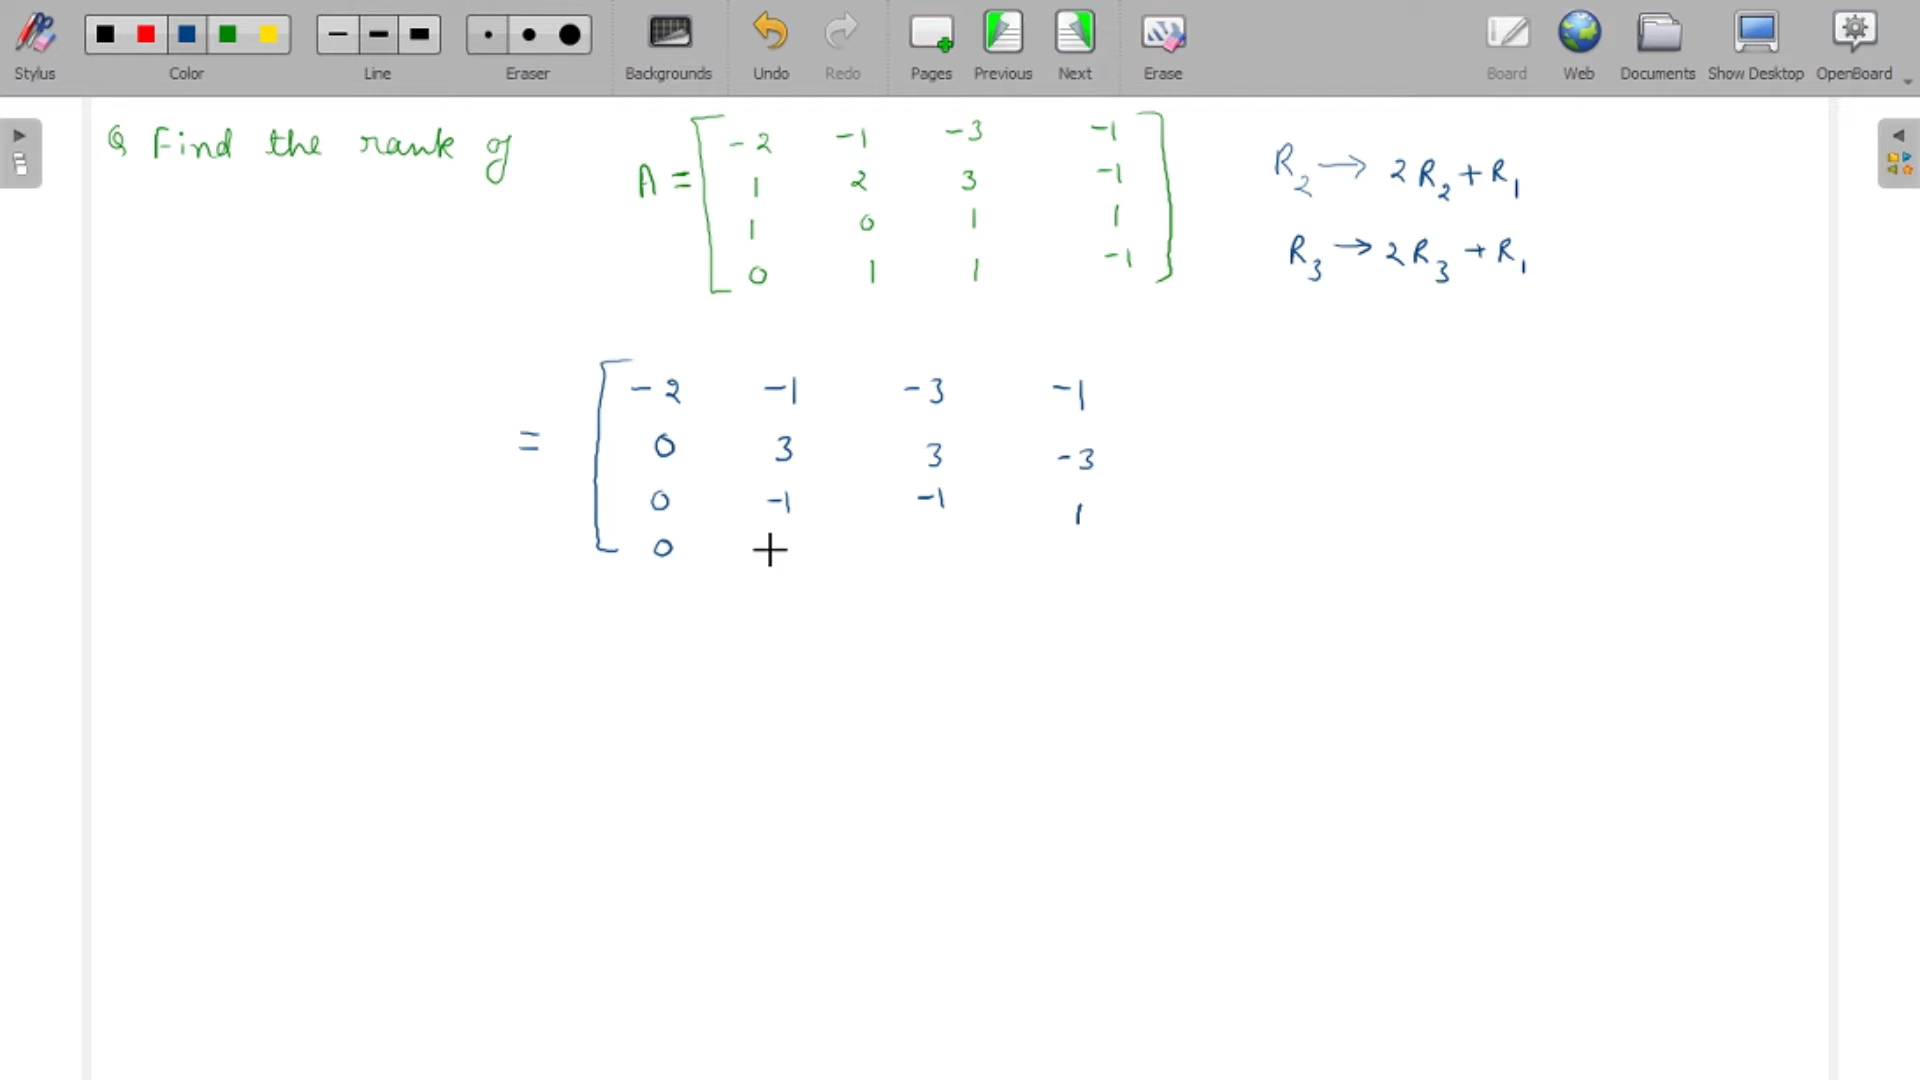 Stylus Color Line Eraser Backgrounds Undo Redo Pages Previous Next Erase Board Web Documents Show Desktop OpenBoard
Q Find the rank of
A = [ -2 -1 -3 -1
1 2 3 -1
1 0 1 1
0 1 1 -1 ]
R2 → 2R2 + R1
R3 → 2R3 + R1
= [ -2 -1 -3 -1
0 3 3 -3
0 -1 -1 1
0